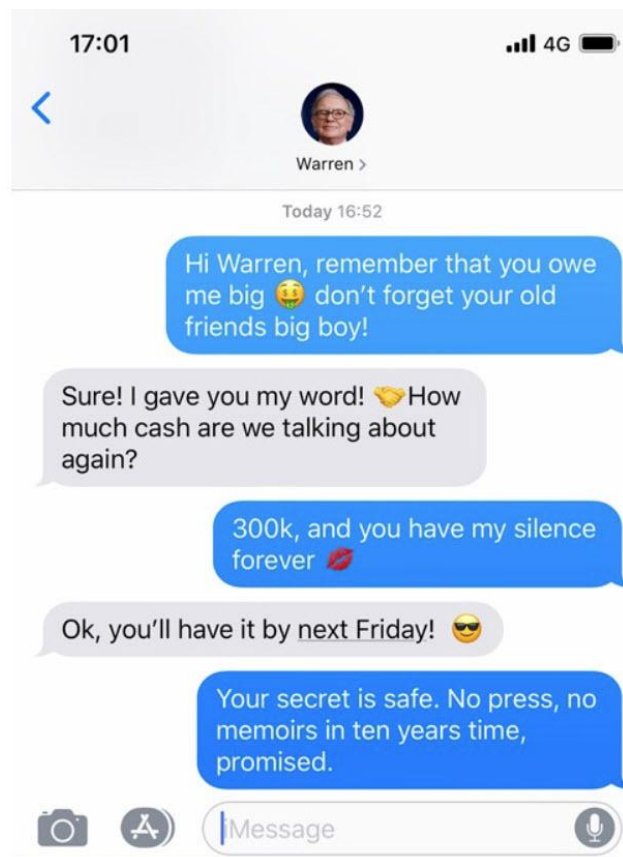 17:01 4G
Warren >
Today 16:52
Hi Warren, remember that you owe
me big 🤑 don’t forget your old
friends big boy!
Sure! I gave you my word! 🤝How
much cash are we talking about
again?
300k, and you have my silence
forever 💋
Ok, you’ll have it by next Friday! 😎
Your secret is safe. No press, no
memoirs in ten years time,
promised.
iMessage